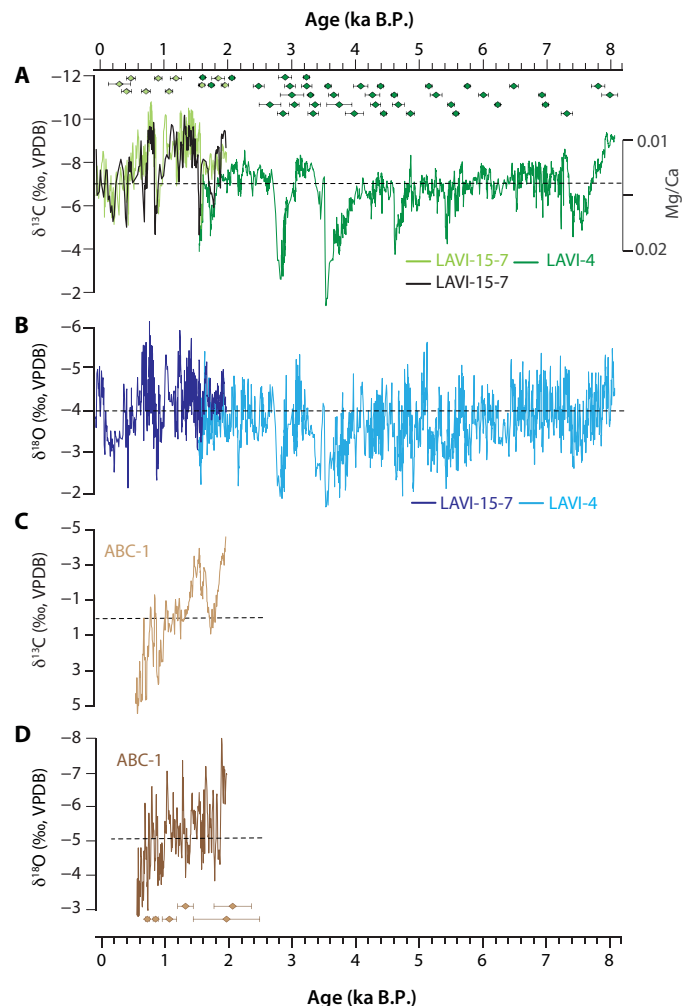 Age (ka B.P.)
0 1 2 3 4 5 6 7 8
A
−12
−10
−8
−6
−4
−2
δ13C (‰, VPDB)
0.01
0.02
Mg/Ca
LAVI-15-7 LAVI-4
LAVI-15-7
B
−6
−5
−4
−3
−2
δ18O (‰, VPDB)
LAVI-15-7 LAVI-4
C
−5
−3
−1
1
3
5
δ13C (‰, VPDB)
ABC-1
D
−8
−7
−6
−5
−4
−3
δ18O (‰, VPDB)
ABC-1
0 1 2 3 4 5 6 7 8
Age (ka B.P.)